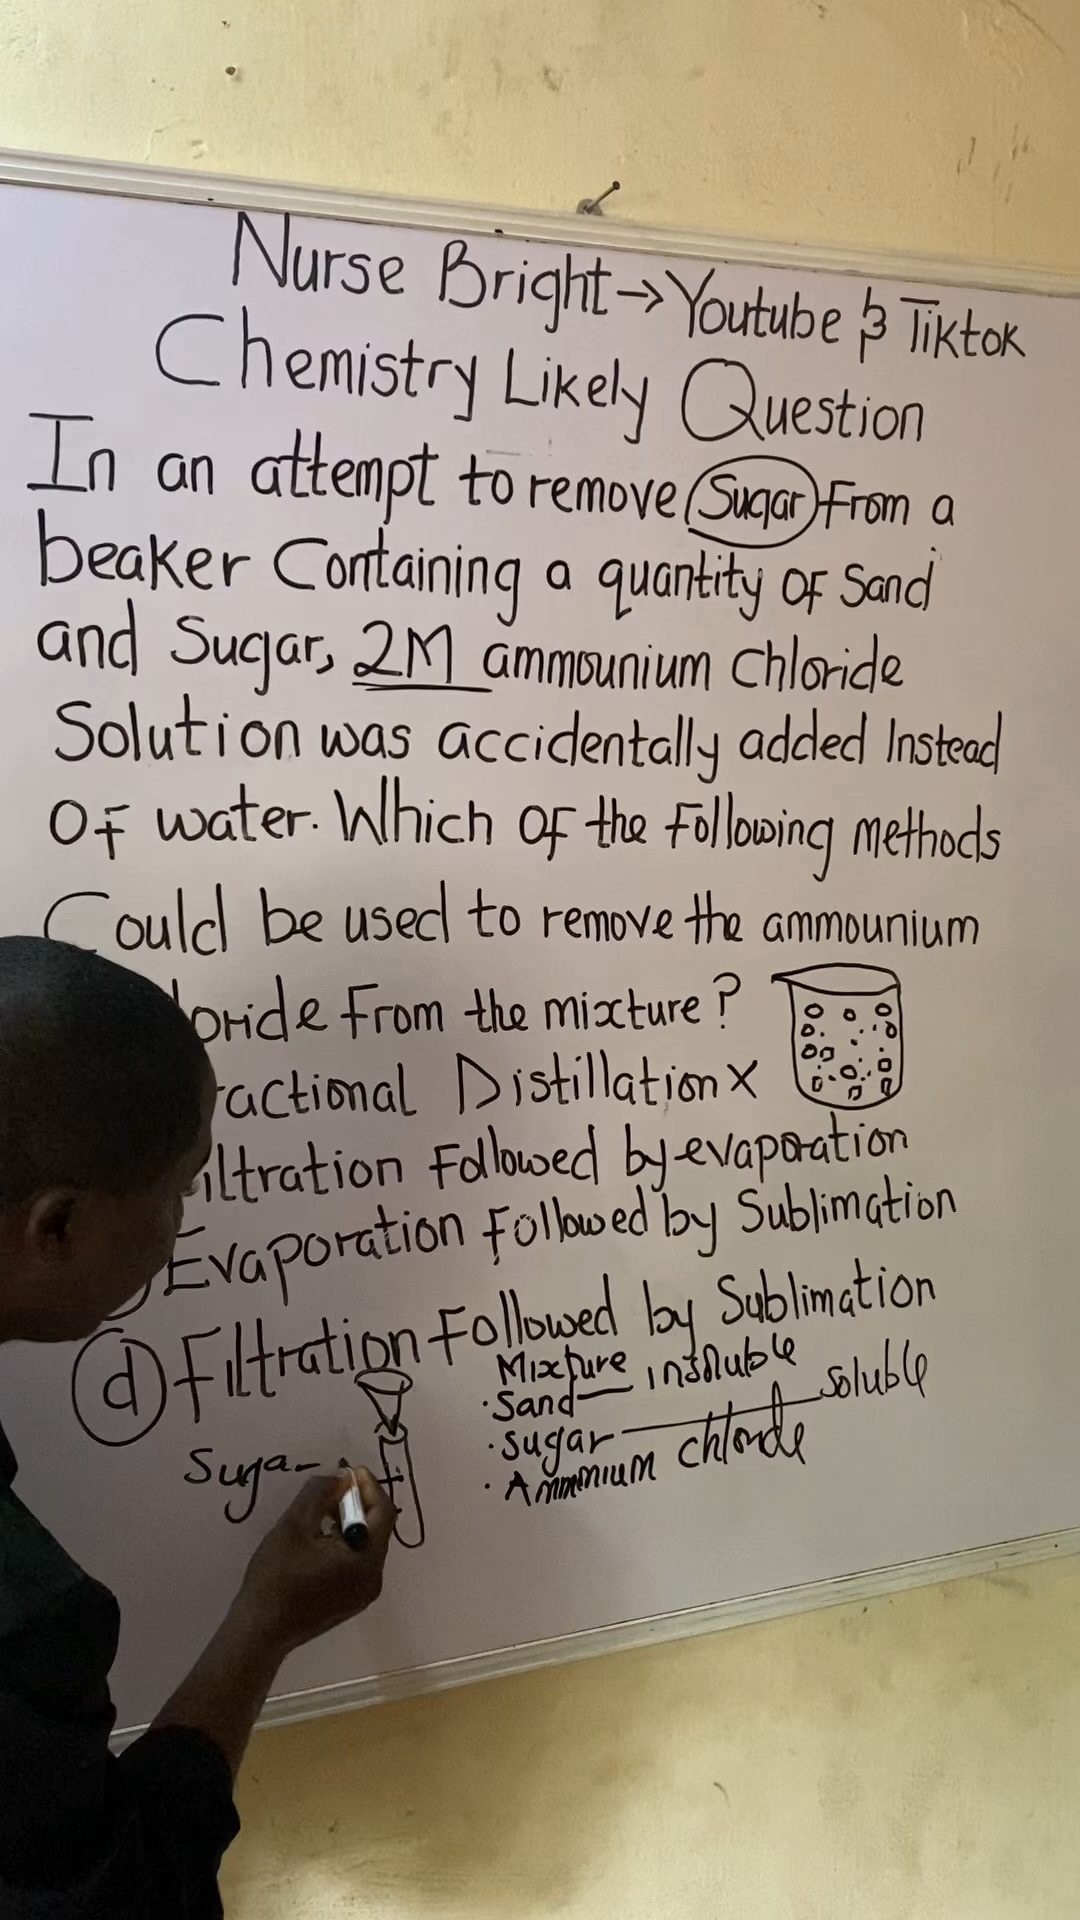 Nurse Bright → Youtube & Tiktok
Chemistry Likely Question
In an attempt to remove Sugar From a
beaker Containing a quantity of Sand
and Sugar, 2M ammounium Chloride
Solution was accidentally added Instead
Of water. Which Of the Following methods
Could be used to remove the ammounium
oride From the mixture?
actional Distillation X
iltration Followed by evaporation
Evaporation Followed by Sublimation
(d) Filtration Followed by Sublimation
Mixture
• Sand — insoluble
• Sugar — soluble
• Ammonium chloride
Suga